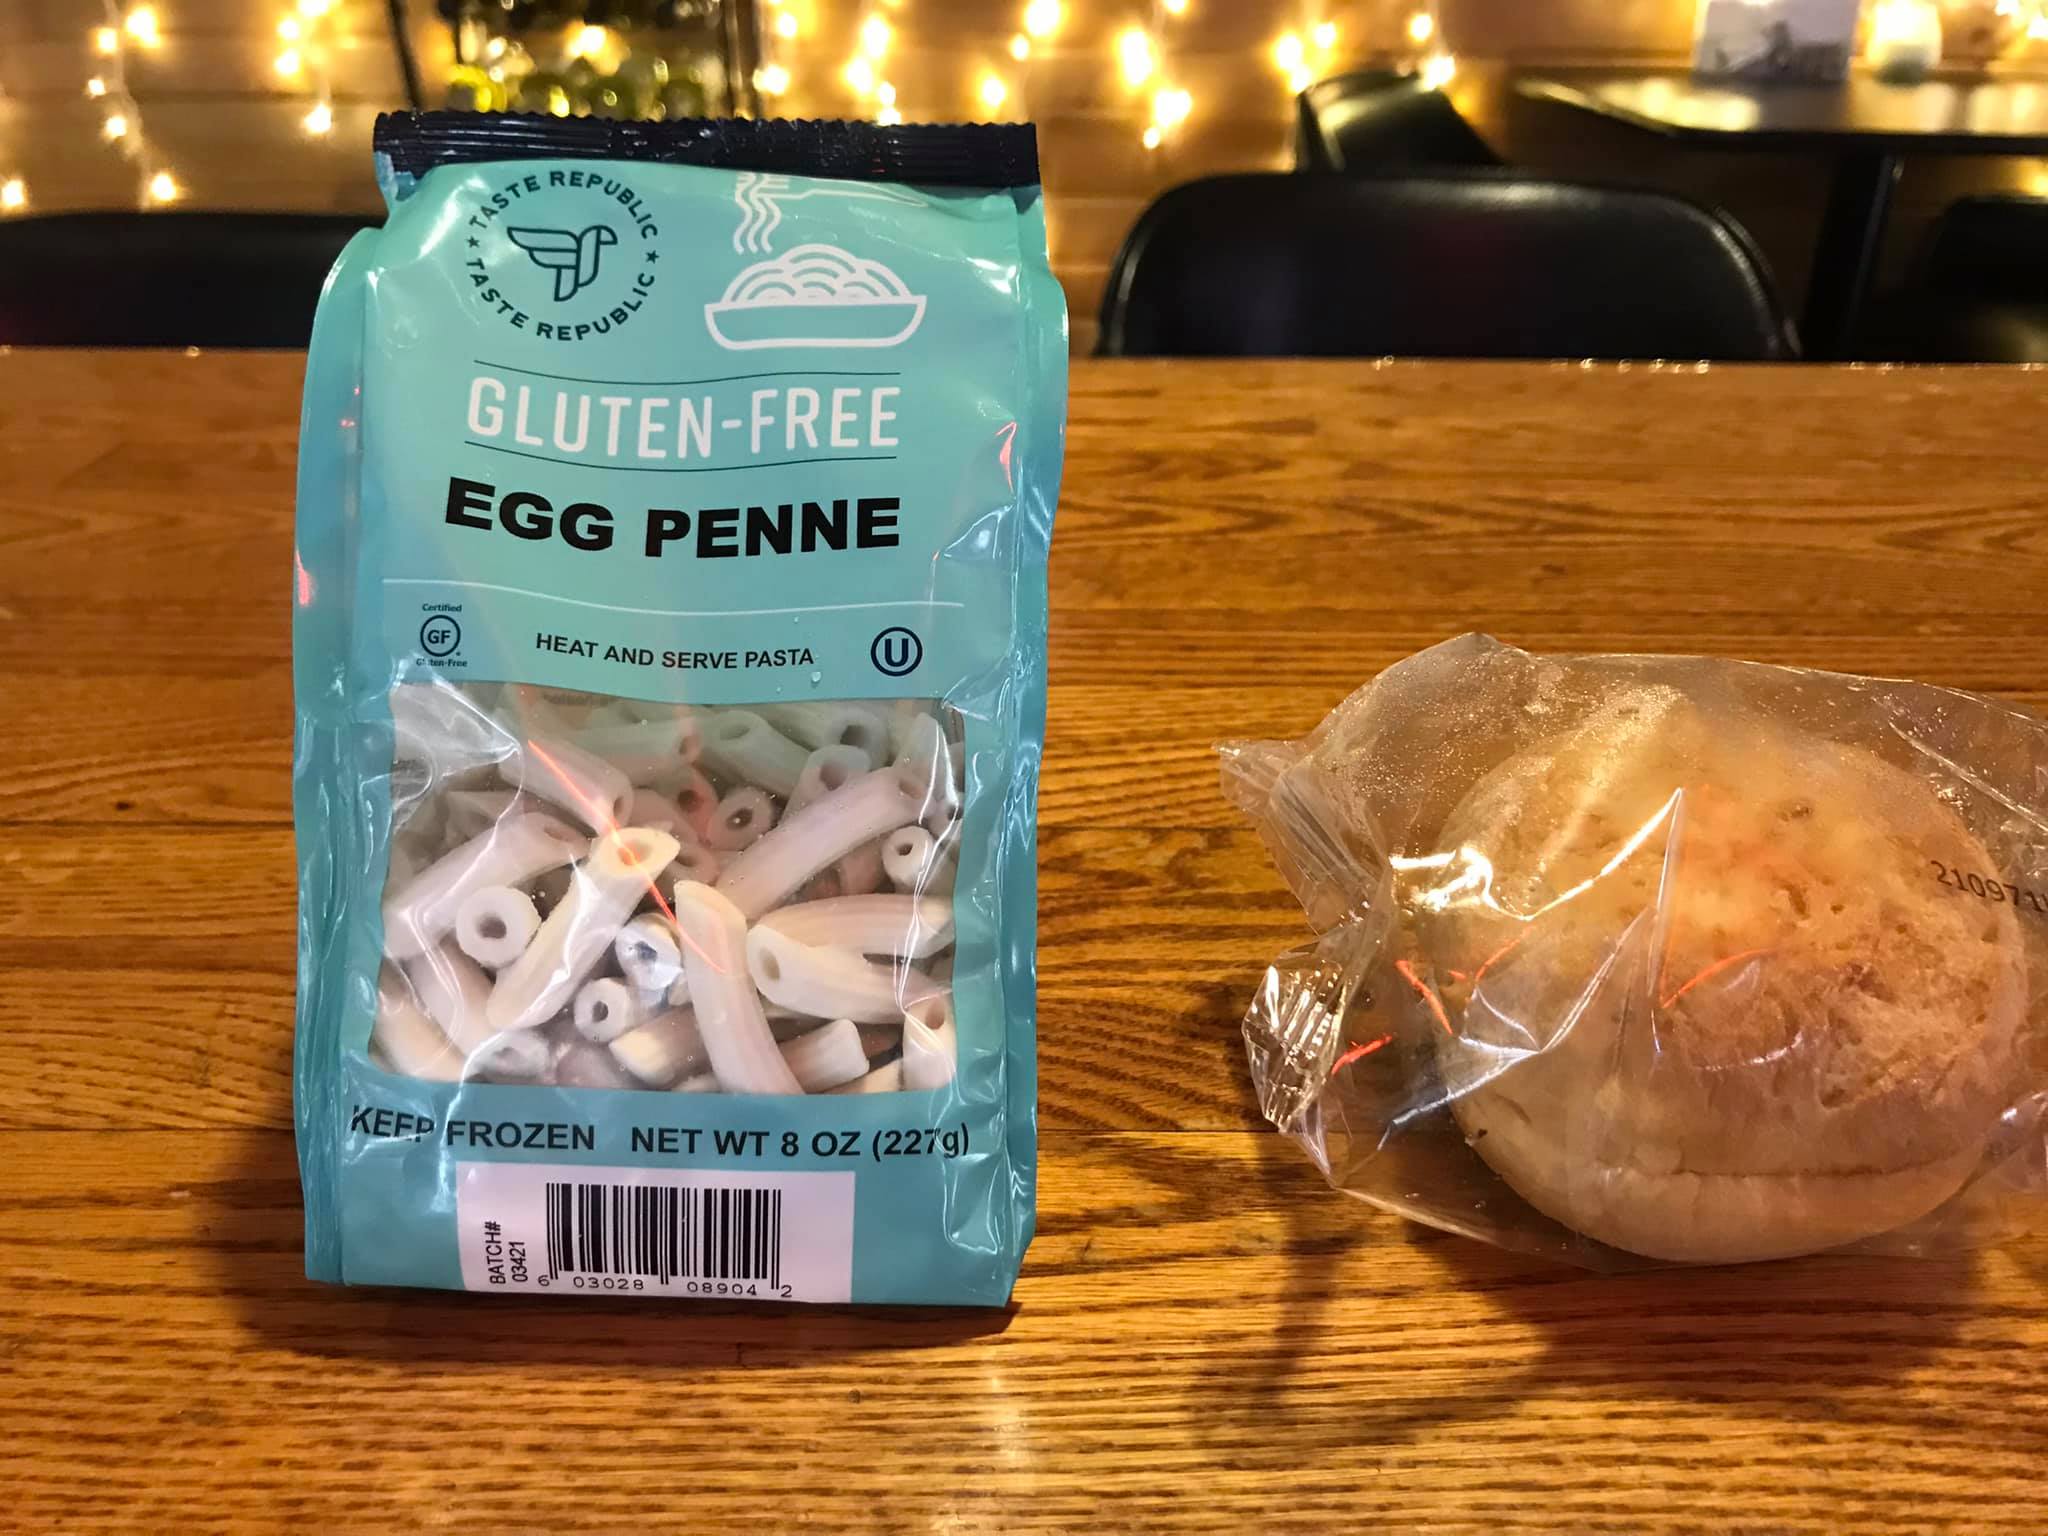 TASTE REPUBLIC
TASTE REPUBLIC
GLUTEN-FREE
EGG PENNE
Certified
GF
Gluten-Free
HEAT AND SERVE PASTA
U
KEEP FROZEN NET WT 8 OZ (227g)
BATCH#
03421
6 03028 08904 2